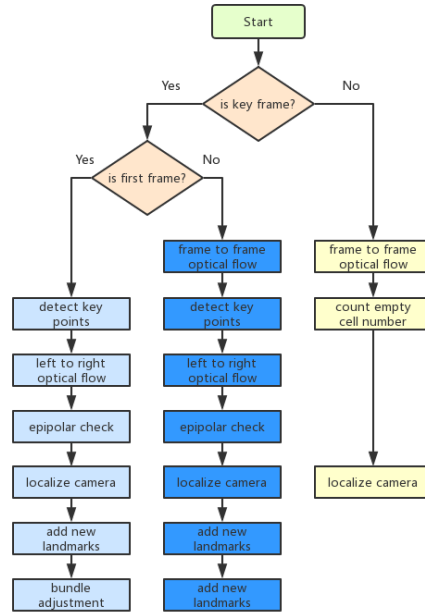 Start
Yes
is key frame?
No
Yes
is first frame?
No
frame to frame
optical flow
frame to frame
optical flow
detect key
points
detect key
points
count empty
cell number
left to right
optical flow
left to right
optical flow
epipolar check
epipolar check
localize camera
localize camera
localize camera
add new
landmarks
add new
landmarks
bundle
adjustment
add new
landmarks